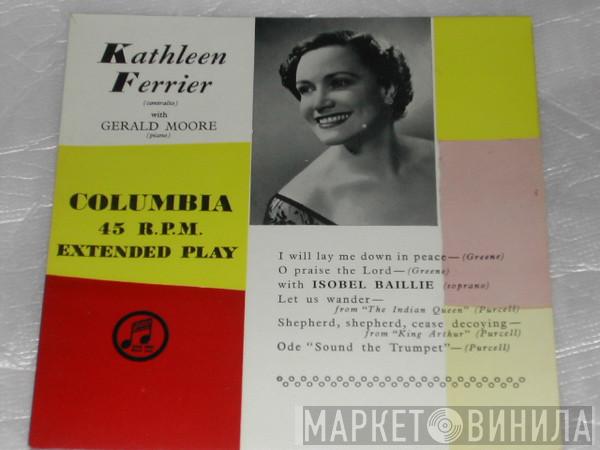 Kathleen
Ferrier
(contralto)
with
GERALD MOORE
(piano)
COLUMBIA
45 R.P.M.
EXTENDED PLAY
I will lay me down in peace—(Greene)
O praise the Lord—(Greene)
with ISOBEL BAILLIE (soprano)
Let us wander—
from "The Indian Queen" (Purcell)
Shepherd, shepherd, cease decoying—
from "King Arthur" (Purcell)
Ode "Sound the Trumpet"—(Purcell)
МАРКЕТ ВИНИЛА